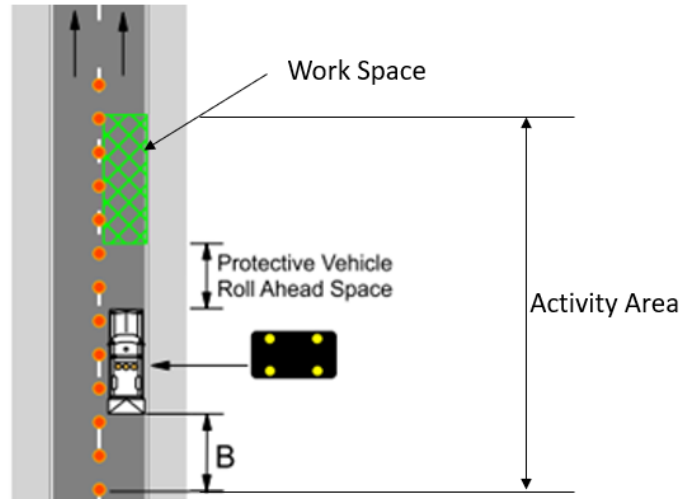 Work Space
Protective Vehicle
Roll Ahead Space
Activity Area
B